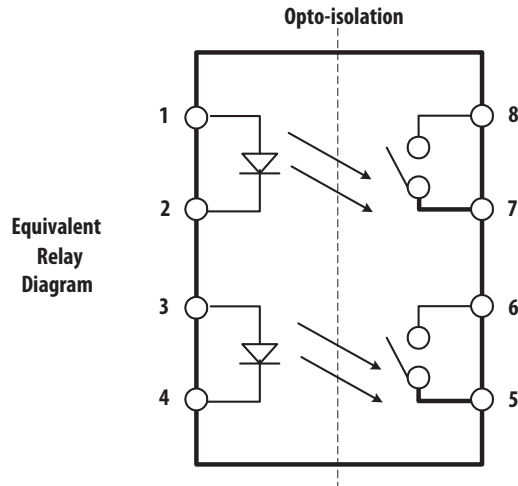 Opto-isolation
1
8
2
7
Equivalent
Relay
Diagram
3
6
4
5